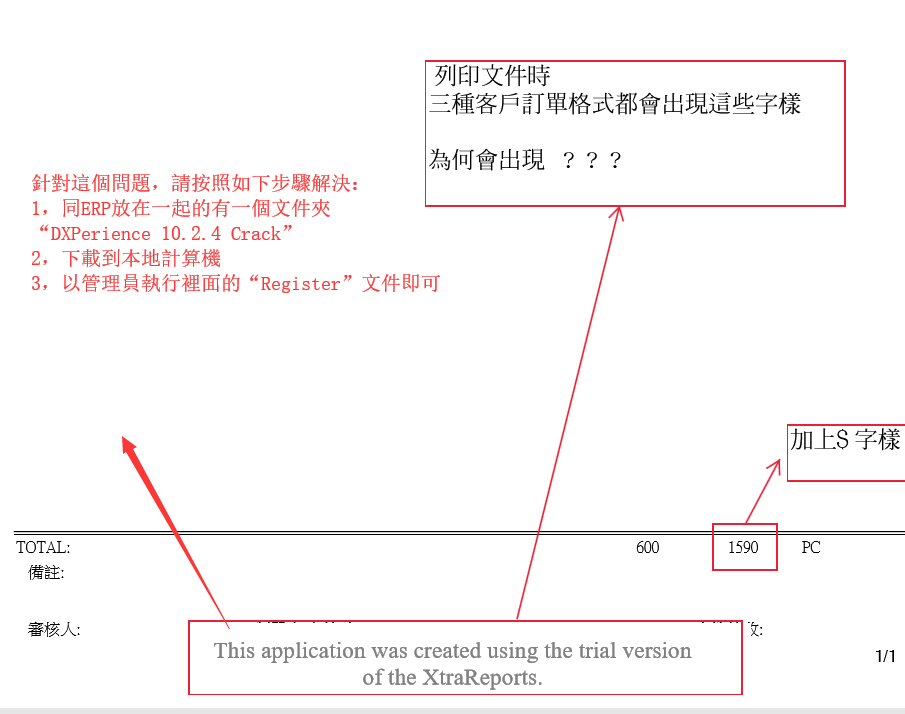 列印文件時
三種客戶訂單格式都會出現這些字樣
為何會出現 ？？？
針對這個問題，請按照如下步驟解決：
1，同ERP放在一起的有一個文件夾
“DXPerience 10.2.4 Crack”
2，下載到本地計算機
3，以管理員執行裡面的“Register”文件即可
加上$ 字樣
TOTAL: 600 1590 PC
備註:
審核人:
This application was created using the trial version
of the XtraReports.
1/1